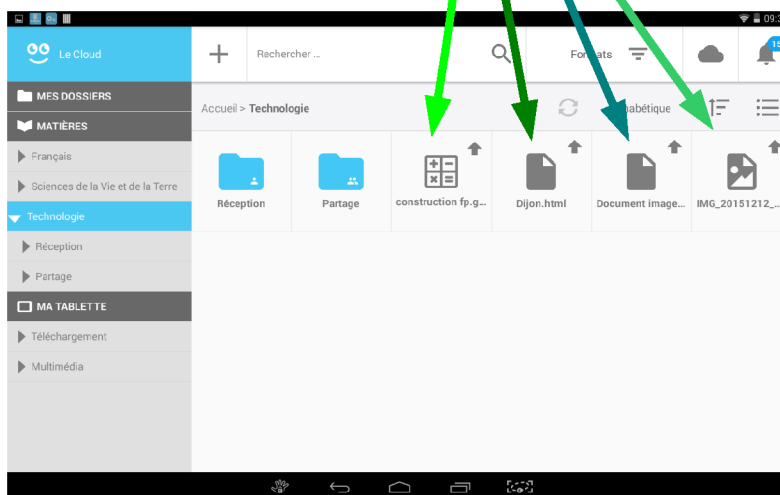 09:3
Le Cloud
Rechercher ...
Formats
15
MES DOSSIERS
Accueil > Technologie
abétique
MATIÈRES
Français
Sciences de la Vie et de la Terre
Réception
Partage
construction fp.g...
Dijon.html
Document image...
IMG_20151212_...
Technologie
Réception
Partage
MA TABLETTE
Téléchargement
Multimédia